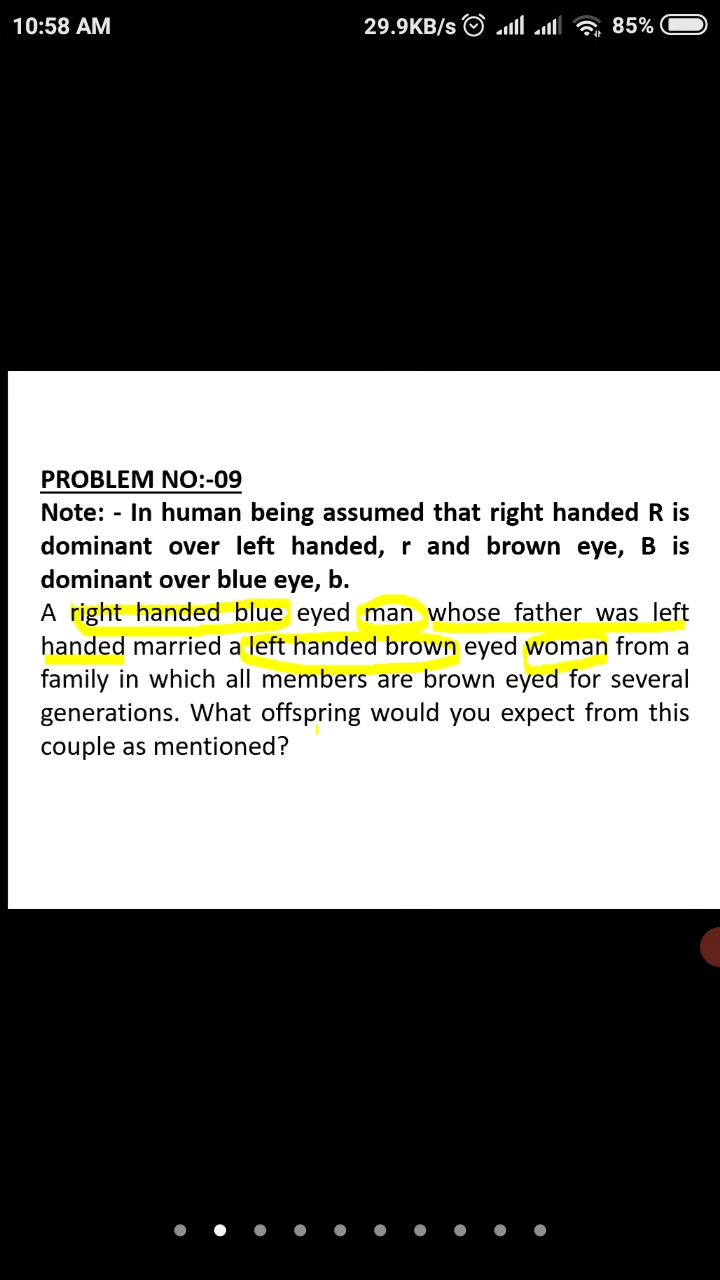 10:58 AM 29.9KB/s 85%
PROBLEM NO:-09
Note: - In human being assumed that right handed R is
dominant over left handed, r and brown eye, B is
dominant over blue eye, b.
A right handed blue eyed man whose father was left
handed married a left handed brown eyed woman from a
family in which all members are brown eyed for several
generations. What offspring would you expect from this
couple as mentioned?